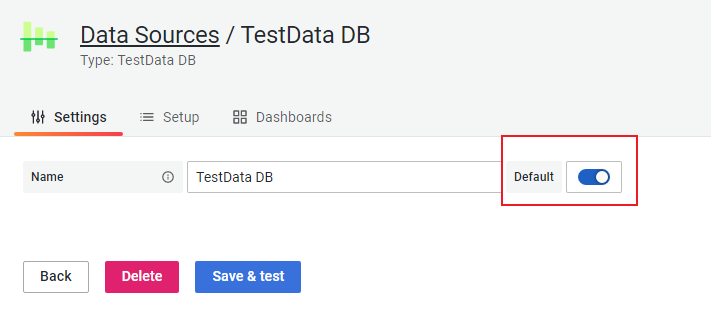 Data Sources / TestData DB
Type: TestData DB
Settings Setup Dashboards
Name TestData DB Default
Back Delete Save & test